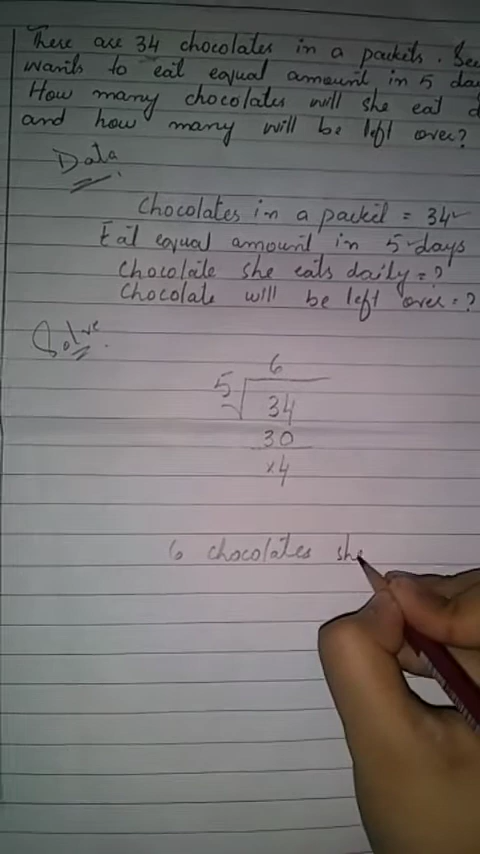 There are 34 chocolates in a packets. See
wants to eat equal amount in 5 day
How many chocolates will she eat d
and how many will be left over?
Data
Chocolates in a packet = 34
Eat equal amount in 5 days
Chocolate she eats daily = ?
Chocolate will be left over = ?
Solve
6
5 34
30
×4
6 chocolates she